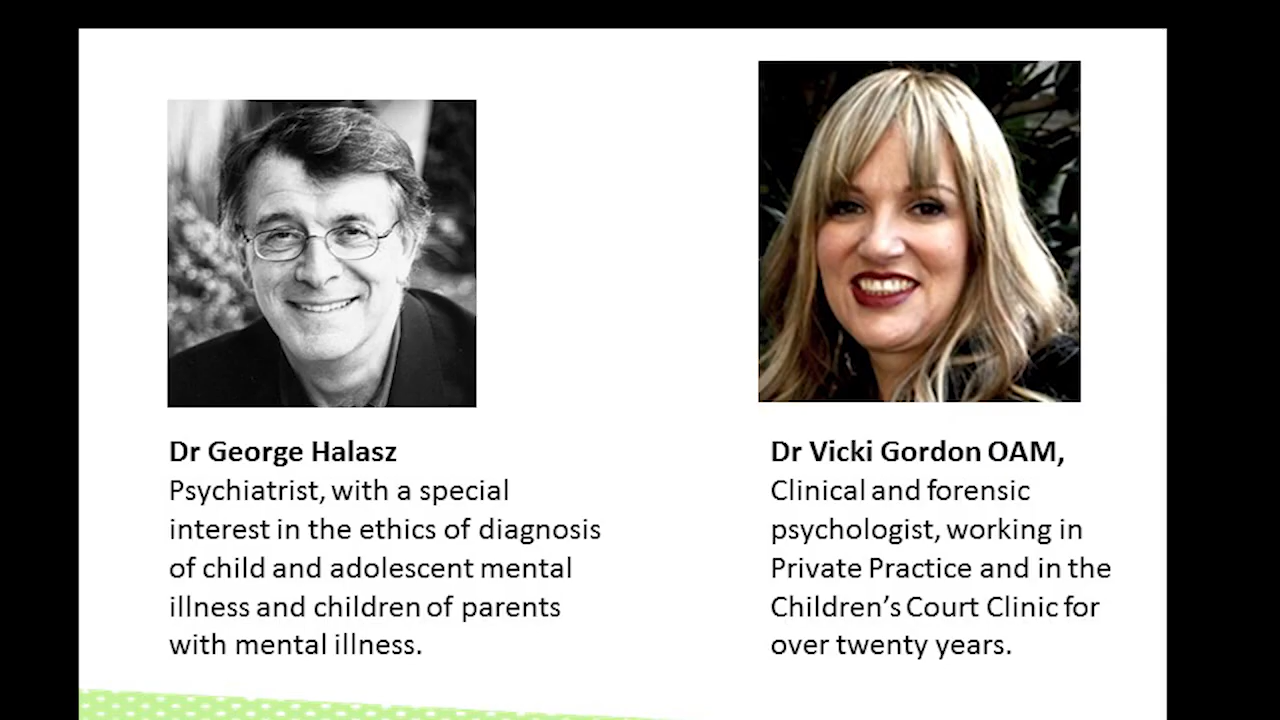 Dr George Halasz
Psychiatrist, with a special
interest in the ethics of diagnosis
of child and adolescent mental
illness and children of parents
with mental illness.
Dr Vicki Gordon OAM,
Clinical and forensic
psychologist, working in
Private Practice and in the
Children’s Court Clinic for
over twenty years.